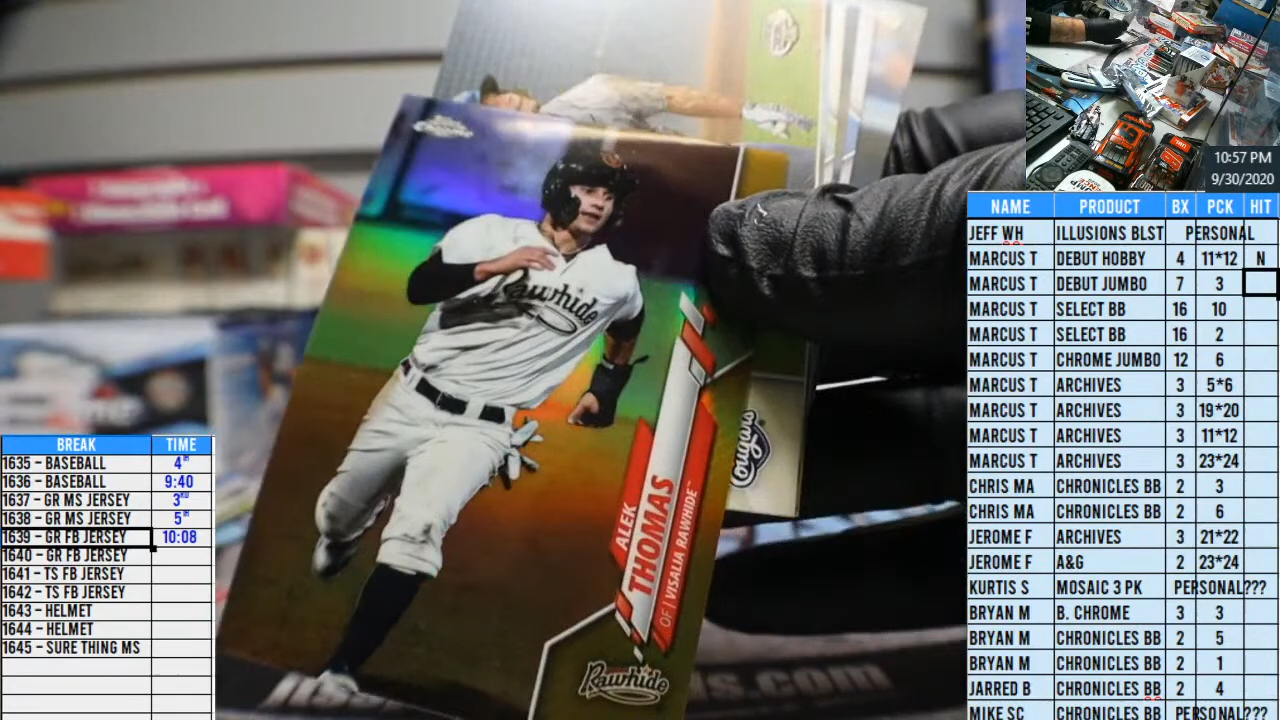 10:57 PM
9/30/2020
NAME PRODUCT BX PCK HIT
JEFF WH ILLUSIONS BLST PERSONAL
MARCUS T DEBUT HOBBY 4 11*12 N
MARCUS T DEBUT JUMBO 7 3
MARCUS T SELECT BB 16 10
MARCUS T SELECT BB 16 2
MARCUS T CHROME JUMBO 12 6
MARCUS T ARCHIVES 3 5*6
MARCUS T ARCHIVES 3 19*20
MARCUS T ARCHIVES 3 11*12
MARCUS T ARCHIVES 3 23*24
CHRIS MA CHRONICLES BB 2 3
CHRIS MA CHRONICLES BB 2 6
JEROME F ARCHIVES 3 21*22
JEROME F A&G 2 23*24
KURTIS S MOSAIC 3 PK PERSONAL???
BRYAN M B. CHROME 3 3
BRYAN M CHRONICLES BB 2 5
BRYAN M CHRONICLES BB 2 1
JARRED B CHRONICLES BB 2 4
MIKE SC CHRONICLES BB PERSONAL???
BREAK TIME
1635 - BASEBALL 4TH
1636 - BASEBALL 9:40
1637 - GR MS JERSEY 3RD
1638 - GR MS JERSEY 5TH
1639 - GR FB JERSEY 10:08
1640 - GR FB JERSEY
1641 - TS FB JERSEY
1642 - TS FB JERSEY
1643 - HELMET
1644 - HELMET
1645 - SURE THING MS
Rawhide
ALEK
THOMAS
OF | VISALIA RAWHIDE™
Rawhide
Cougars